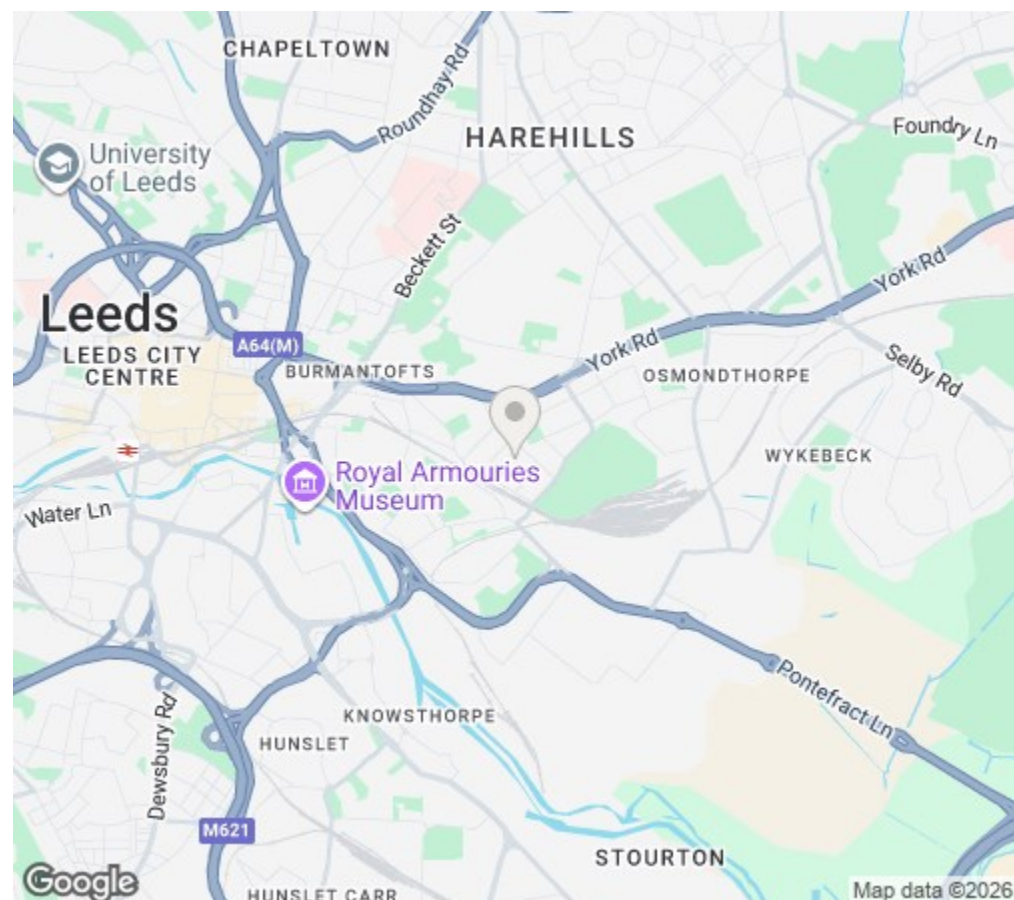 CHAPELTOWN
Roundhay Rd
HAREHILLS
Foundry Ln
University
of Leeds
Beckett St
York Rd
Leeds
A64(M)
LEEDS CITY
CENTRE
BURMANTOFTS
York Rd
OSMONDTHORPE
Selby Rd
WYKEBECK
Royal Armouries
Museum
Water Ln
Pontefract Ln
Dewsbury Rd
KNOWSTHORPE
HUNSLET
M621
STOURTON
Google
HUNSLET CARR
Map data ©2026